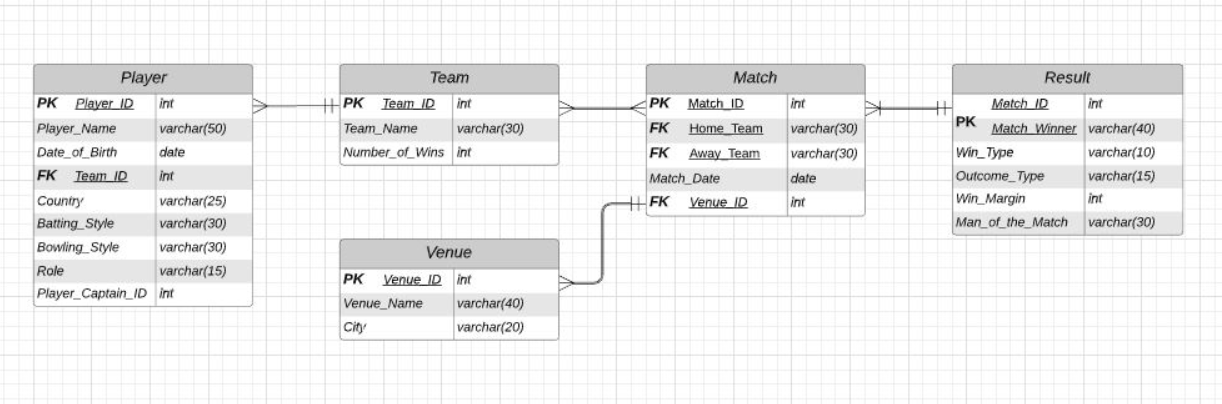 Player
PK Player_ID int
Player_Name varchar(50)
Date_of_Birth date
FK Team_ID int
Country varchar(25)
Batting_Style varchar(30)
Bowling_Style varchar(30)
Role varchar(15)
Player_Captain_ID int
Team
PK Team_ID int
Team_Name varchar(30)
Number_of_Wins int
Venue
PK Venue_ID int
Venue_Name varchar(40)
City varchar(20)
Match
PK Match_ID int
FK Home_Team varchar(30)
FK Away_Team varchar(30)
Match_Date date
FK Venue_ID int
Result
Match_ID int
PK Match_Winner varchar(40)
Win_Type varchar(10)
Outcome_Type varchar(15)
Win_Margin int
Man_of_the_Match varchar(30)